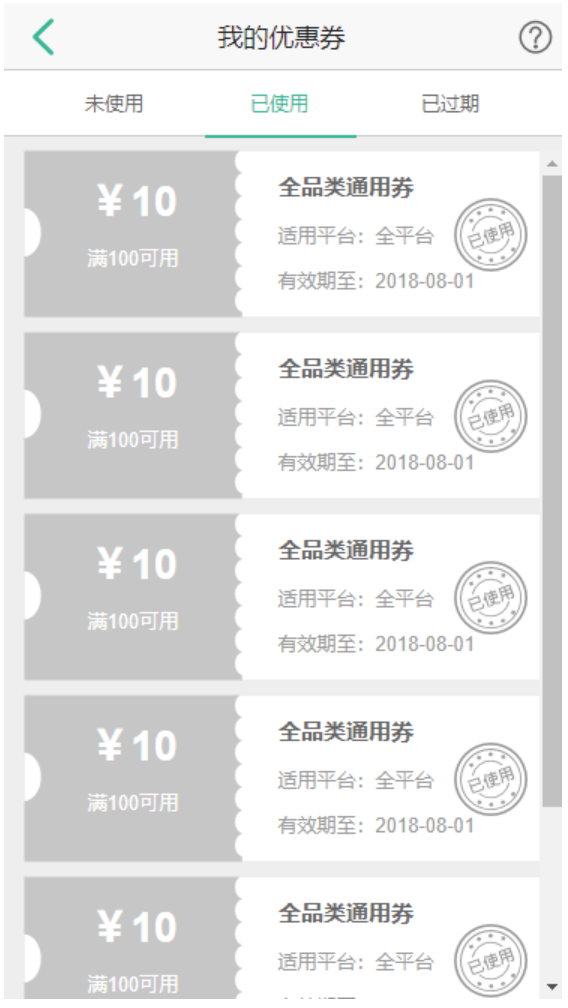 我的优惠券
未使用 已使用 已过期
¥ 10
满100可用
全品类通用券
适用平台：全平台
有效期至：2018-08-01
已使用
¥ 10
满100可用
全品类通用券
适用平台：全平台
有效期至：2018-08-01
已使用
¥ 10
满100可用
全品类通用券
适用平台：全平台
有效期至：2018-08-01
已使用
¥ 10
满100可用
全品类通用券
适用平台：全平台
有效期至：2018-08-01
已使用
¥ 10
满100可用
全品类通用券
适用平台：全平台
已使用